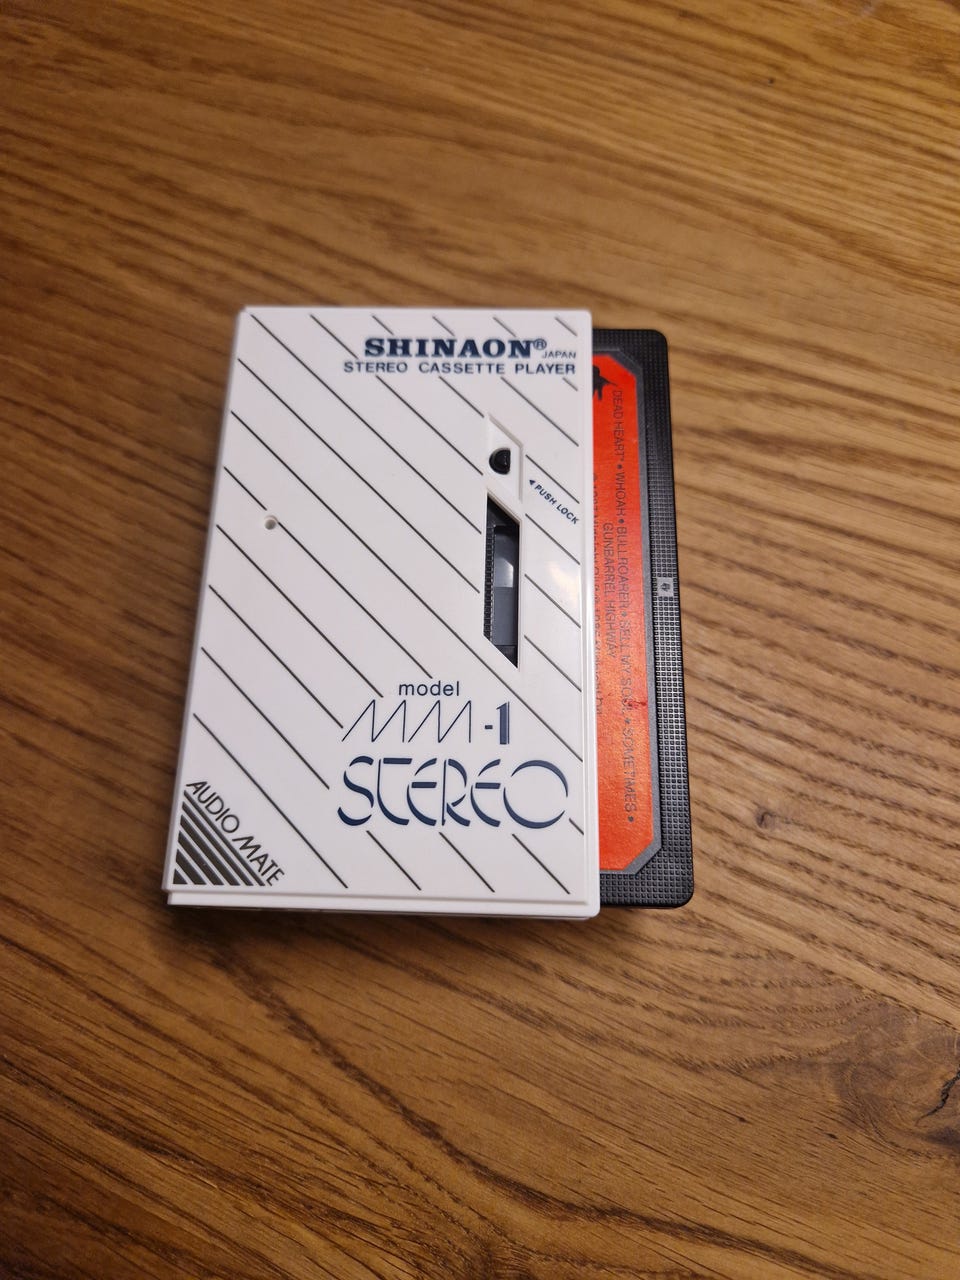 SHINAON® JAPAN
STEREO CASSETTE PLAYER
◀ PUSH LOCK
model
MM-1
STEREO
AUDIO MATE
DEAD HEART • WHOAH • BULLROARER • SELL MY SOUL • SOMETIMES •
GUNBARREL HIGHWAY